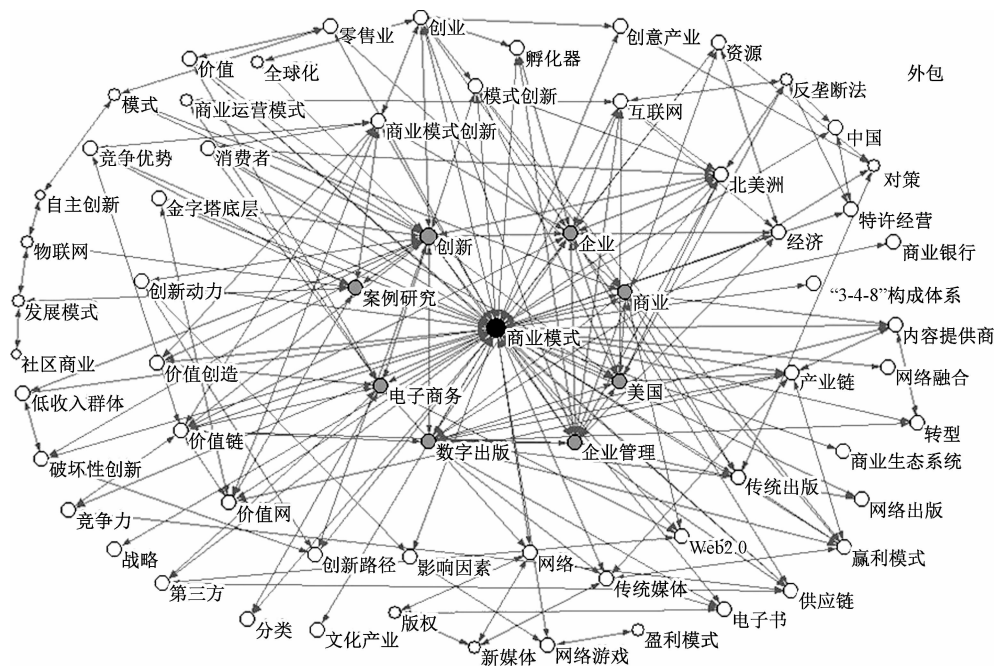 创业
零售业
创意产业
资源
孵化器
价值
全球化
外包
反垄断法
模式
商业运营模式
模式创新
互联网
商业模式创新
中国
竞争优势
消费者
对策
北美洲
自主创新
金字塔底层
特许经营
物联网
创新
企业
经济
商业银行
创新动力
案例研究
商业
“3-4-8”构成体系
发展模式
商业模式
内容提供商
社区商业
价值创造
产业链
网络融合
低收入群体
电子商务
美国
价值链
数字出版
企业管理
转型
破坏性创新
商业生态系统
传统出版
竞争力
价值网
网络出版
战略
创新路径
影响因素
网络
Web2.0
赢利模式
第三方
传统媒体
供应链
分类
文化产业
版权
电子书
新媒体
网络游戏
盈利模式